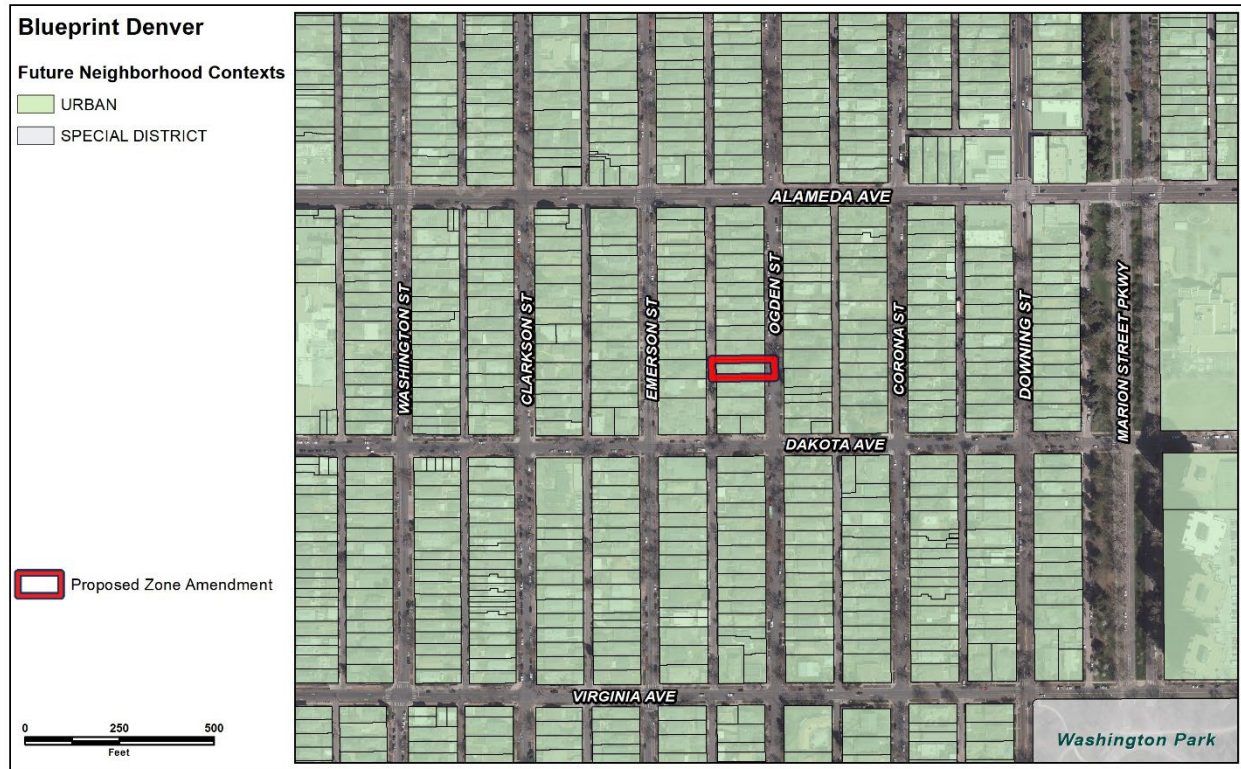 Blueprint Denver
Future Neighborhood Contexts
URBAN
SPECIAL DISTRICT
Proposed Zone Amendment
0 250 500
Feet
ALAMEDA AVE
WASHINGTON ST
CLARKSON ST
EMERSON ST
OGDEN ST
CORONA ST
DOWNING ST
MARION STREET PKWY
DAKOTA AVE
VIRGINIA AVE
Washington Park